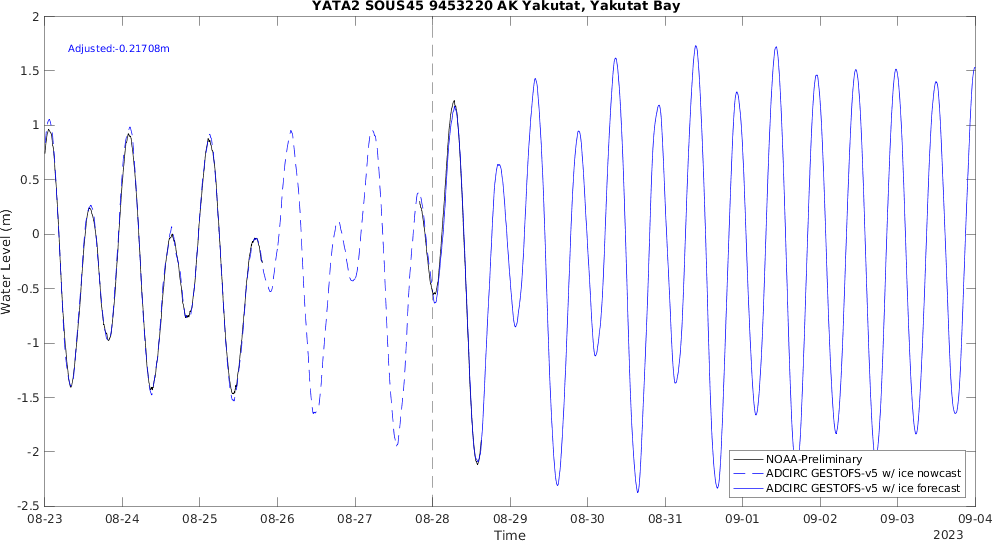 YATA2 SOUS45 9453220 AK Yakutat, Yakutat Bay
Adjusted:-0.21708m
2
1.5
1
0.5
0
-0.5
-1
-1.5
-2
-2.5
Water Level (m)
NOAA-Preliminary
ADCIRC GESTOFS-v5 w/ ice nowcast
ADCIRC GESTOFS-v5 w/ ice forecast
08-23 08-24 08-25 08-26 08-27 08-28 08-29 08-30 08-31 09-01 09-02 09-03 09-04
Time
2023